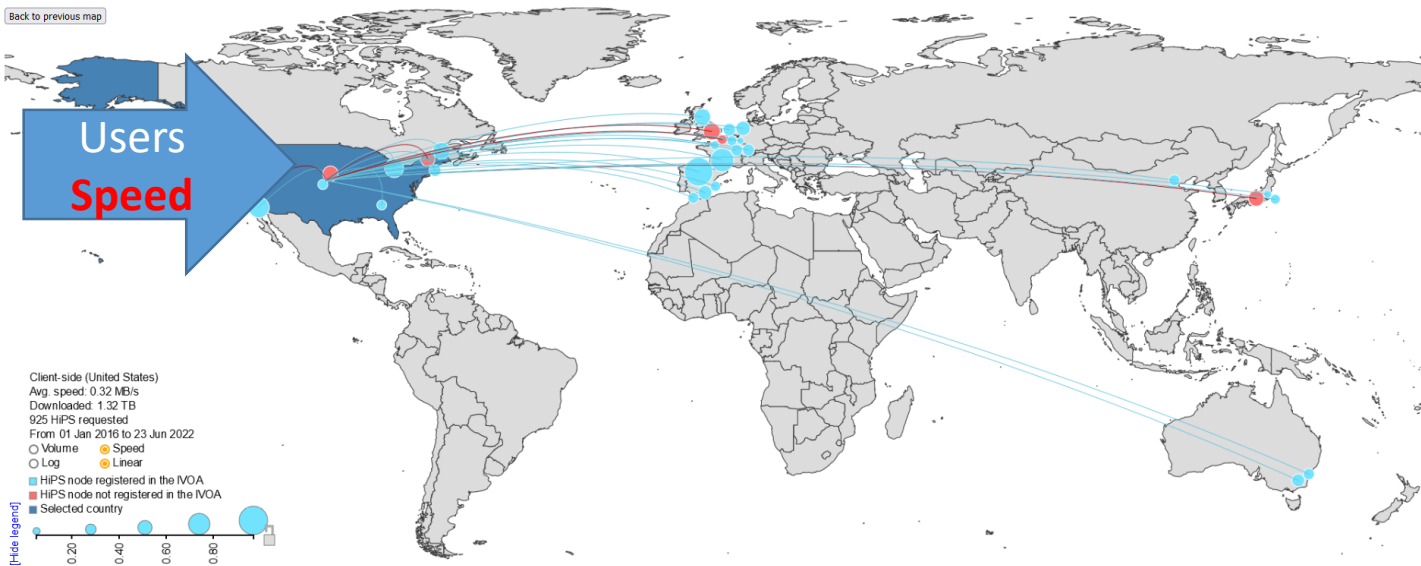 Back to previous map
Users
Speed
Client-side (United States)
Avg. speed: 0.32 MB/s
Downloaded: 1.32 TB
925 HiPS requested
From 01 Jan 2016 to 23 Jun 2022
Volume Speed
Log Linear
HiPS node registered in the IVOA
HiPS node not registered in the IVOA
Selected country
0.20 0.40 0.60 0.80
[Hide legend]